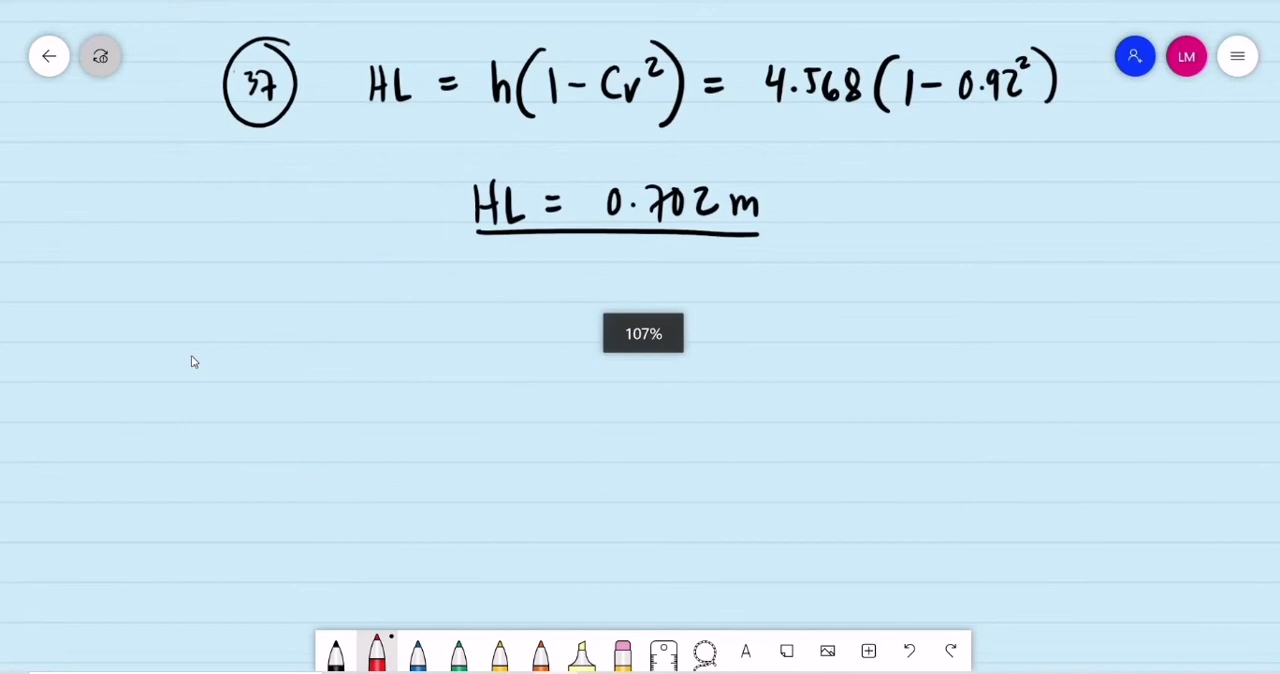 LM
37 HL = h(1 - Cv²) = 4.568(1 - 0.92²)
HL = 0.702 m
107%
A